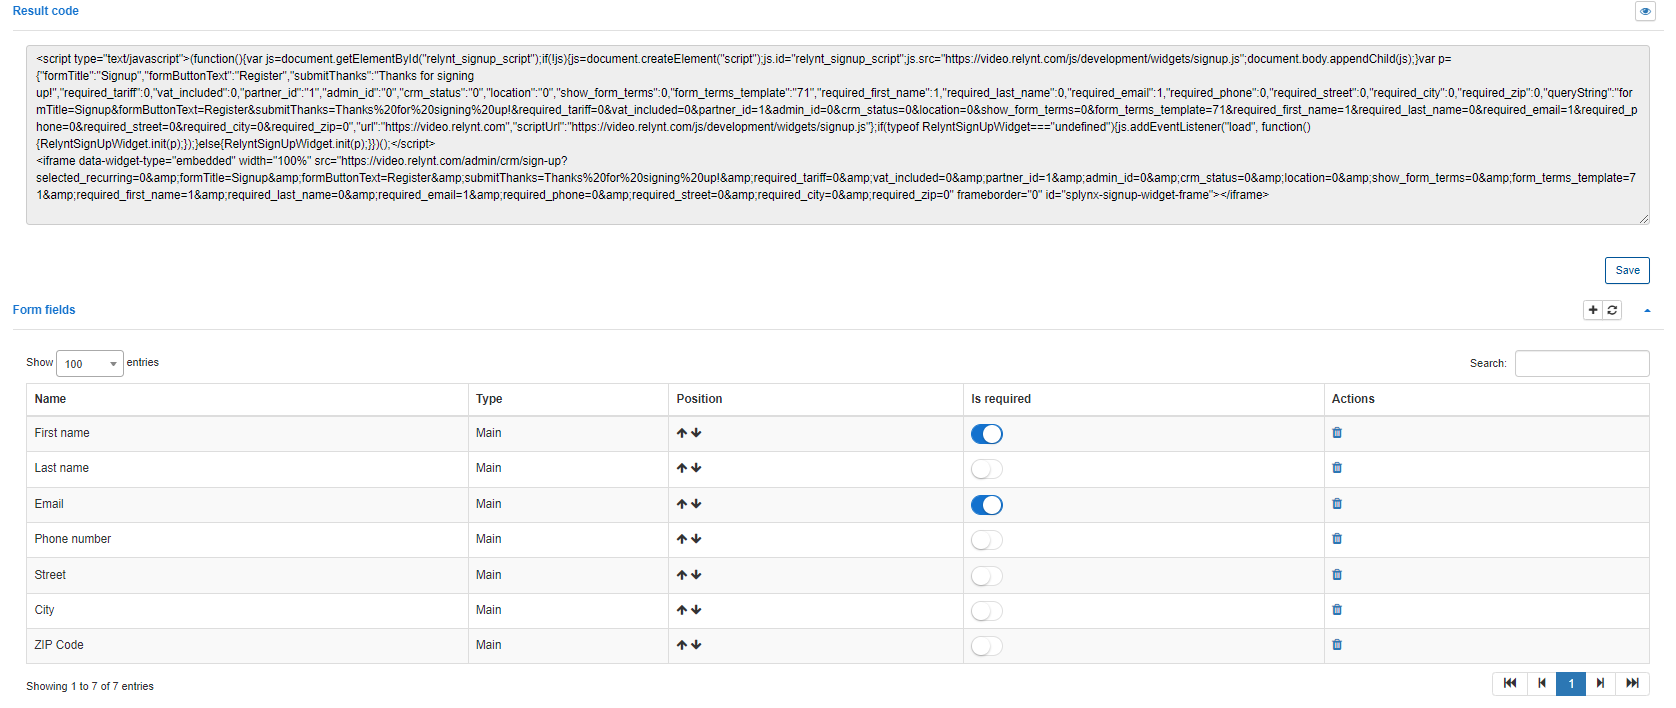 Result code
<script type="text/javascript">(function(){var js=document.getElementById("relynt_signup_script");if(!js){js=document.createElement("script");js.id="relynt_signup_script";js.src="https://video.relynt.com/js/development/widgets/signup.js";document.body.appendChild(js);}var p=
{"formTitle":"Signup","formButtonText":"Register","submitThanks":"Thanks for signing
up!","required_tariff":0,"vat_included":0,"partner_id":"1","admin_id":"0","crm_status":"0","location":"0","show_form_terms":0,"form_terms_template":"71","required_first_name":1,"required_last_name":0,"required_email":1,"required_phone":0,"required_street":0,"required_city":0,"required_zip":0,"queryString":"for
mTitle=Signup&formButtonText=Register&submitThanks=Thanks%20for%20signing%20up!&required_tariff=0&vat_included=0&partner_id=1&admin_id=0&crm_status=0&location=0&show_form_terms=0&form_terms_template=71&required_first_name=1&required_last_name=0&required_email=1&required_p
hone=0&required_street=0&required_city=0&required_zip=0","url":"https://video.relynt.com","scriptUrl":"https://video.relynt.com/js/development/widgets/signup.js"};if(typeof RelyntSignUpWidget==="undefined"){js.addEventListener("load", function()
{RelyntSignUpWidget.init(p);});}else{RelyntSignUpWidget.init(p);}})();</script>
<iframe data-widget-type="embedded" width="100%" src="https://video.relynt.com/admin/crm/sign-up?
selected_recurring=0&amp;formTitle=Signup&amp;formButtonText=Register&amp;submitThanks=Thanks%20for%20signing%20up!&amp;required_tariff=0&amp;vat_included=0&amp;partner_id=1&amp;admin_id=0&amp;crm_status=0&amp;location=0&amp;show_form_terms=0&amp;form_terms_template=7
1&amp;required_first_name=1&amp;required_last_name=0&amp;required_email=1&amp;required_phone=0&amp;required_street=0&amp;required_city=0&amp;required_zip=0" frameborder="0" id="splynx-signup-widget-frame"></iframe>
Save
Form fields
Show 100 entries Search:
Name Type Position Is required Actions
First name Main
Last name Main
Email Main
Phone number Main
Street Main
City Main
ZIP Code Main
Showing 1 to 7 of 7 entries 1